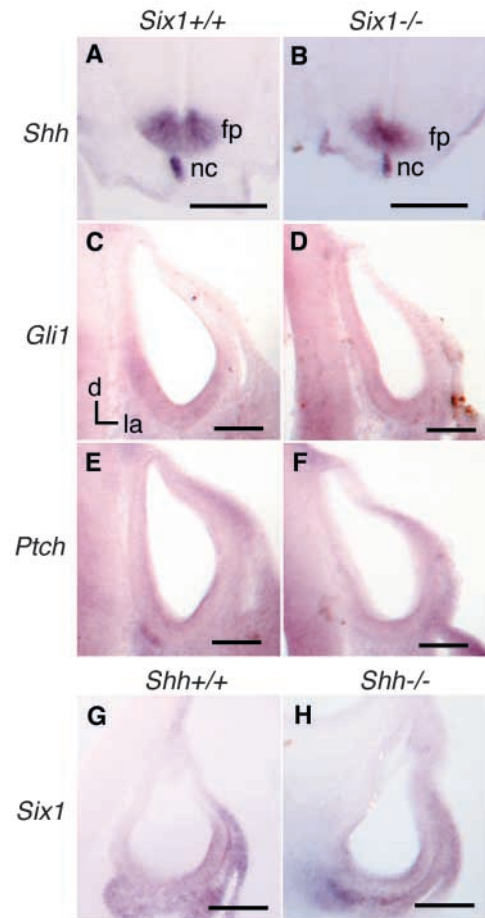 Six1+/+ Six1-/-
Shh
A B
fp fp
nc nc
Gli1
C D
d
la
Ptch
E F
Shh+/+ Shh-/-
Six1
G H